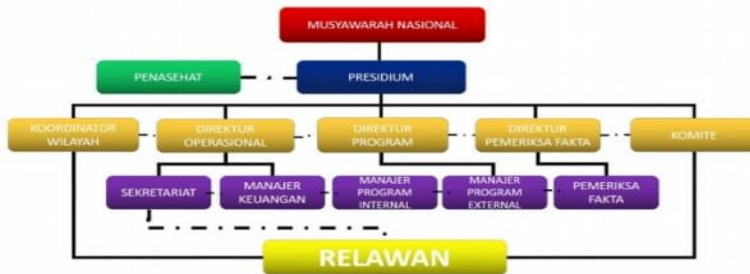 MUSYAWARAH NASIONAL
PENASEHAT
PRESIDIUM
KOORDINATOR
WILAYAH
DIREKTUR
OPERASIONAL
DIREKTUR
PROGRAM
DIREKTUR
PEMERIKSA FAKTA
KOMITE
SEKRETARIAT
MANAJER
KEUANGAN
MANAJER
PROGRAM
INTERNAL
MANAJER
PROGRAM
EXTERNAL
PEMERIKSA
FAKTA
RELAWAN